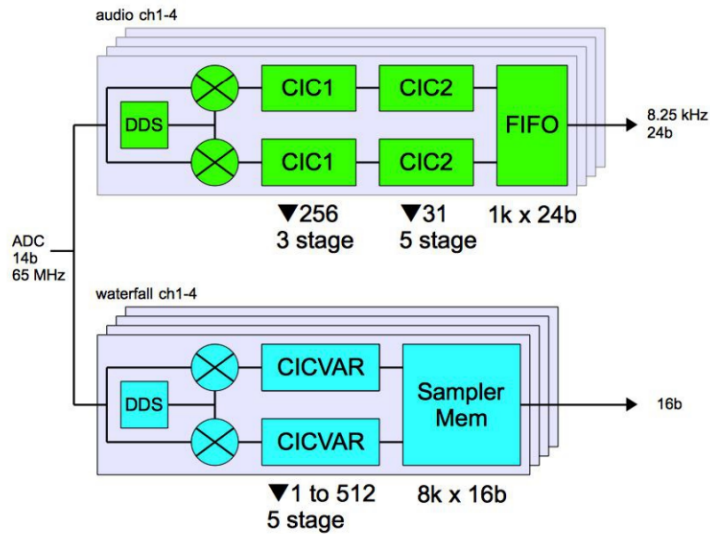 audio ch1-4
DDS
CIC1
CIC2
CIC1
CIC2
FIFO
8.25 kHz
24b
▼256
3 stage
▼31
5 stage
1k x 24b
ADC
14b
65 MHz
waterfall ch1-4
DDS
CICVAR
CICVAR
Sampler
Mem
16b
▼1 to 512
5 stage
8k x 16b